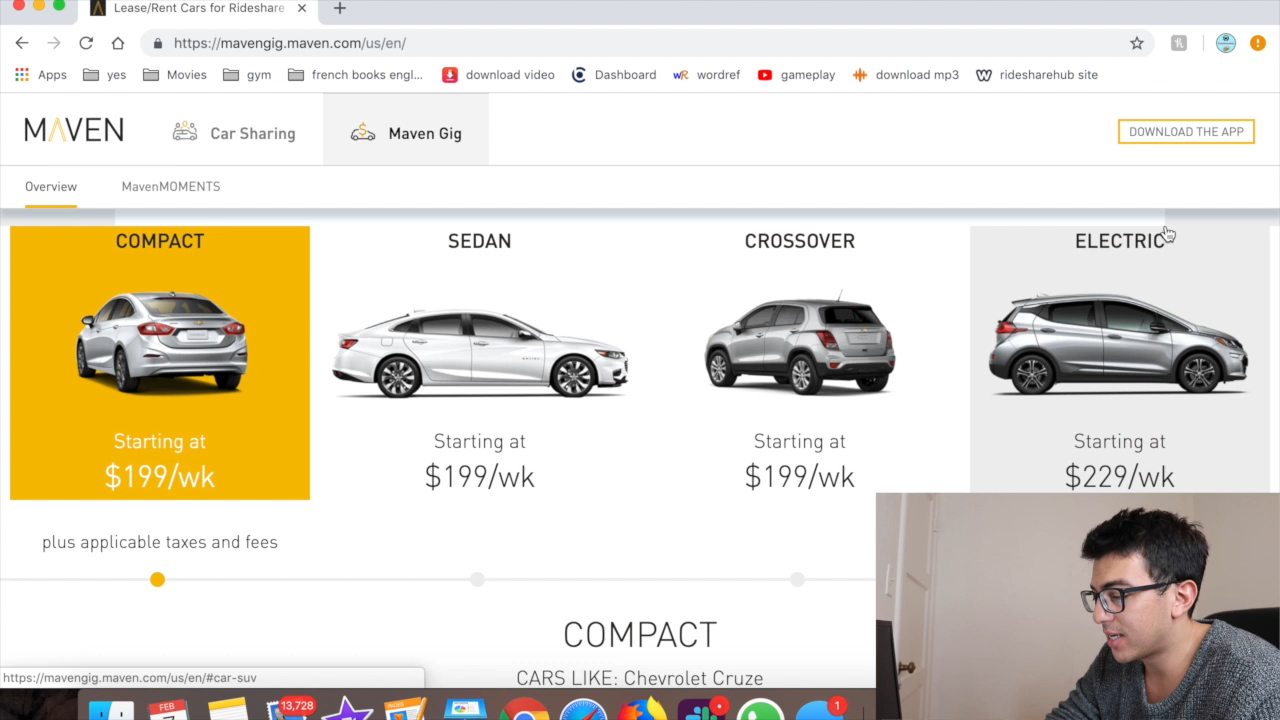 Lease/Rent Cars for Rideshare
https://mavengig.maven.com/us/en/
Apps yes Movies gym french books engl... download video Dashboard wordref gameplay download mp3 ridesharehub site
MAVEN Car Sharing Maven Gig DOWNLOAD THE APP
Overview MavenMOMENTS
COMPACT SEDAN CROSSOVER ELECTRIC
Starting at Starting at Starting at Starting at
$199/wk $199/wk $199/wk $229/wk
plus applicable taxes and fees
COMPACT
CARS LIKE: Chevrolet Cruze
https://mavengig.maven.com/us/en/#car-suv
FEB 13,728 1